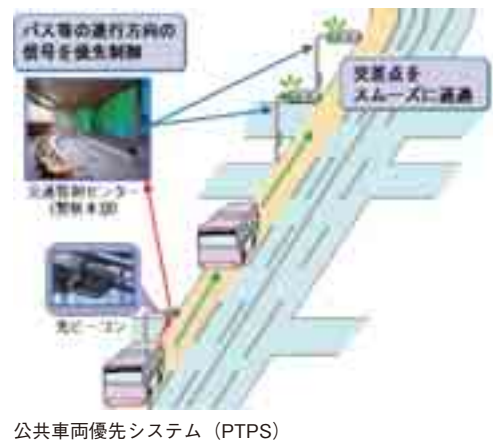 バス等の進行方向の
信号を優先制御
交差点を
スムーズに通過
交通管制センター
(警察本部)
光ビーコン
公共車両優先システム（PTPS）